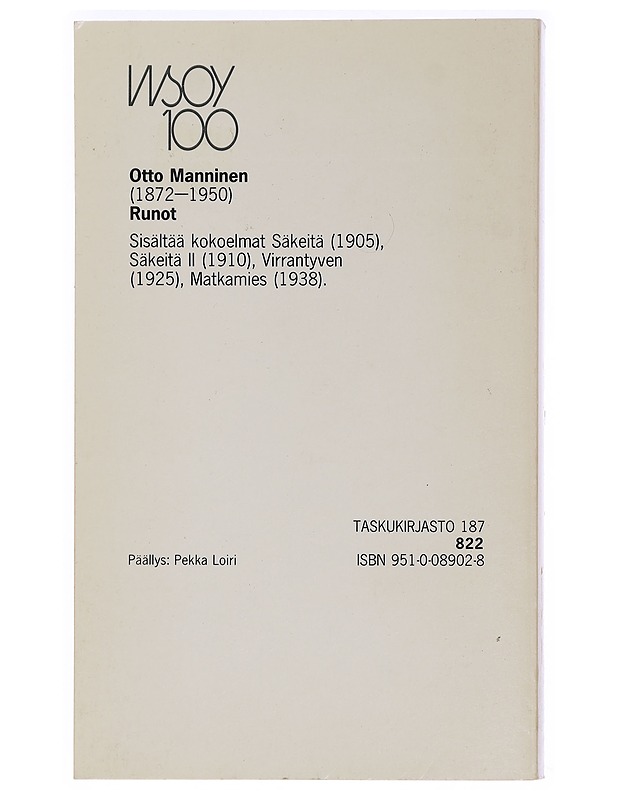 WSOY
100
Otto Manninen
(1872—1950)
Runot
Sisältää kokoelmat Säkeitä (1905),
Säkeitä II (1910), Virrantyven
(1925), Matkamies (1938).
TASKUKIRJASTO 187
822
Päällys: Pekka Loiri
ISBN 951-0-08902-8